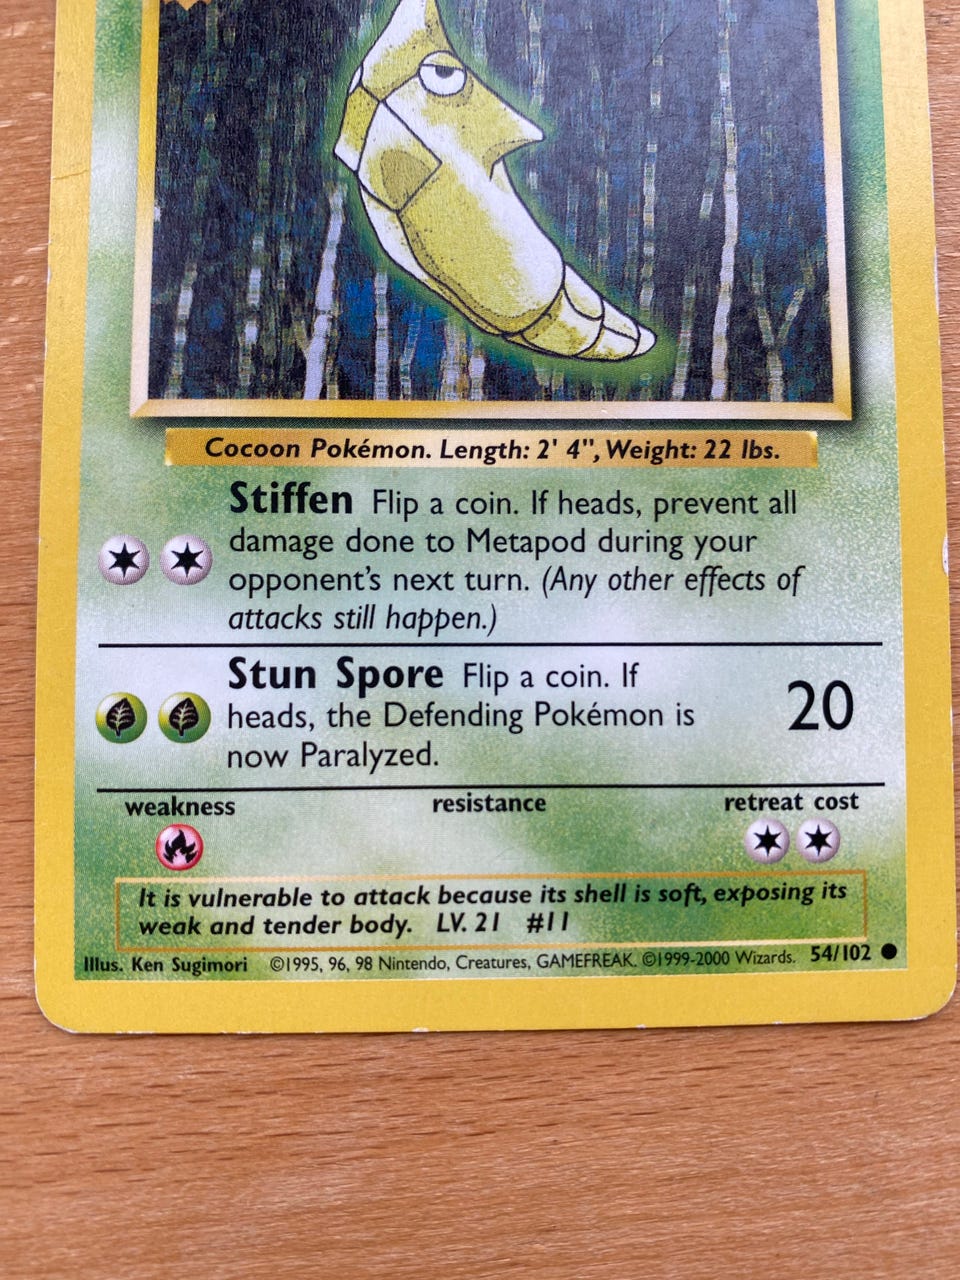 Cocoon Pokémon. Length: 2' 4", Weight: 22 lbs.
Stiffen Flip a coin. If heads, prevent all
damage done to Metapod during your
opponent's next turn. (Any other effects of
attacks still happen.)
Stun Spore Flip a coin. If
heads, the Defending Pokémon is
now Paralyzed.
20
weakness resistance retreat cost
It is vulnerable to attack because its shell is soft, exposing its
weak and tender body. LV. 21 #11
Illus. Ken Sugimori ©1995, 96, 98 Nintendo, Creatures, GAMEFREAK. ©1999-2000 Wizards. 54/102